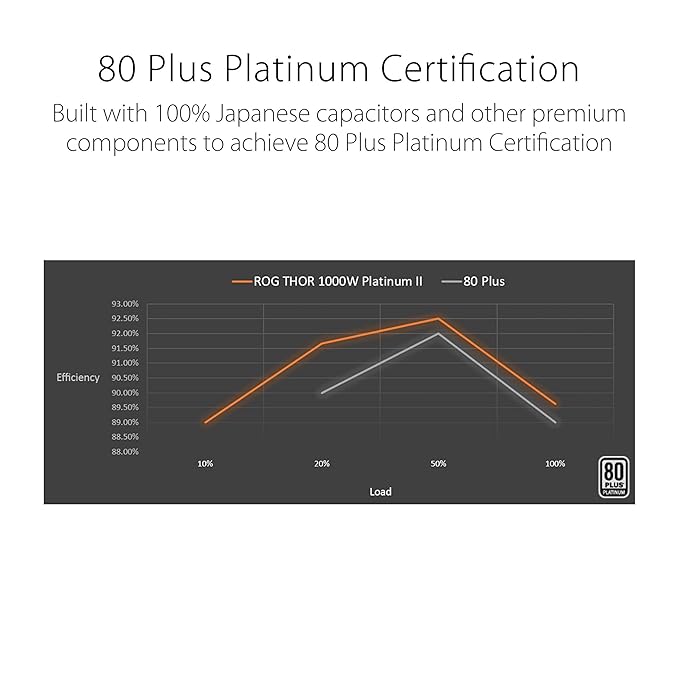 80 Plus Platinum Certification
Built with 100% Japanese capacitors and other premium
components to achieve 80 Plus Platinum Certification
ROG THOR 1000W Platinum II
80 Plus
93.00%
92.50%
92.00%
91.50%
91.00%
90.50%
90.00%
89.50%
89.00%
88.50%
88.00%
Efficiency
10%
20%
50%
100%
Load
80
PLUS
PLATINUM